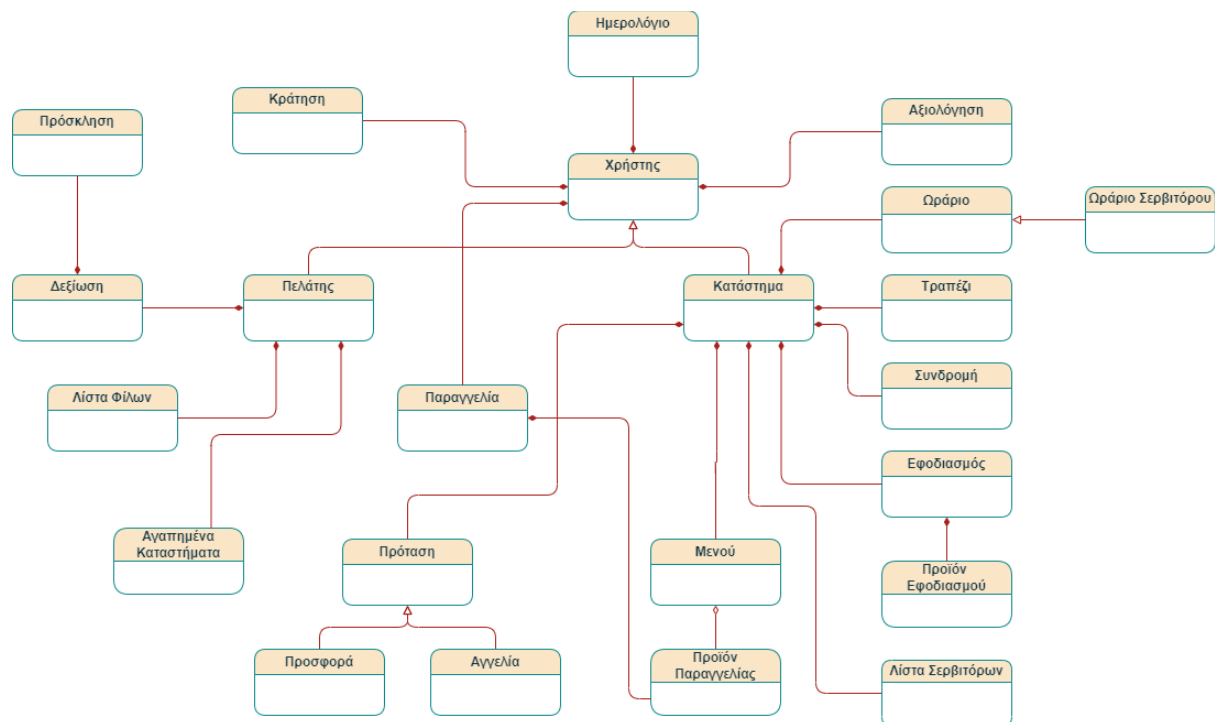 Ημερολόγιο
Κράτηση
Αξιολόγηση
Πρόσκληση
Χρήστης
Ωράριο
Ωράριο Σερβιτόρου
Δεξίωση
Πελάτης
Κατάστημα
Τραπέζι
Συνδρομή
Λίστα Φίλων
Παραγγελία
Εφοδιασμός
Αγαπημένα
Καταστήματα
Πρόταση
Μενού
Προϊόν
Εφοδιασμού
Προσφορά
Αγγελία
Προϊόν
Παραγγελίας
Λίστα Σερβιτόρων